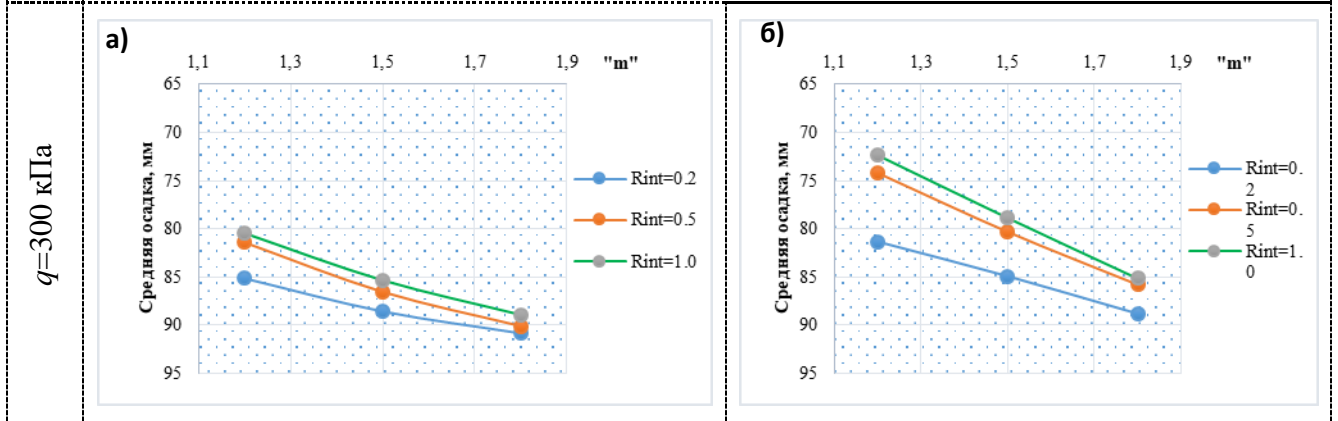 q=300 кПа
а)
1,1 1,3 1,5 1,7 1,9 "m"
65
70
75
80
85
90
95
Средняя осадка, мм
Rint=0.2
Rint=0.5
Rint=1.0
б)
1,1 1,3 1,5 1,7 1,9 "m"
65
70
75
80
85
90
95
Средняя осадка, мм
Rint=0.
2
Rint=0.
5
Rint=1.
0